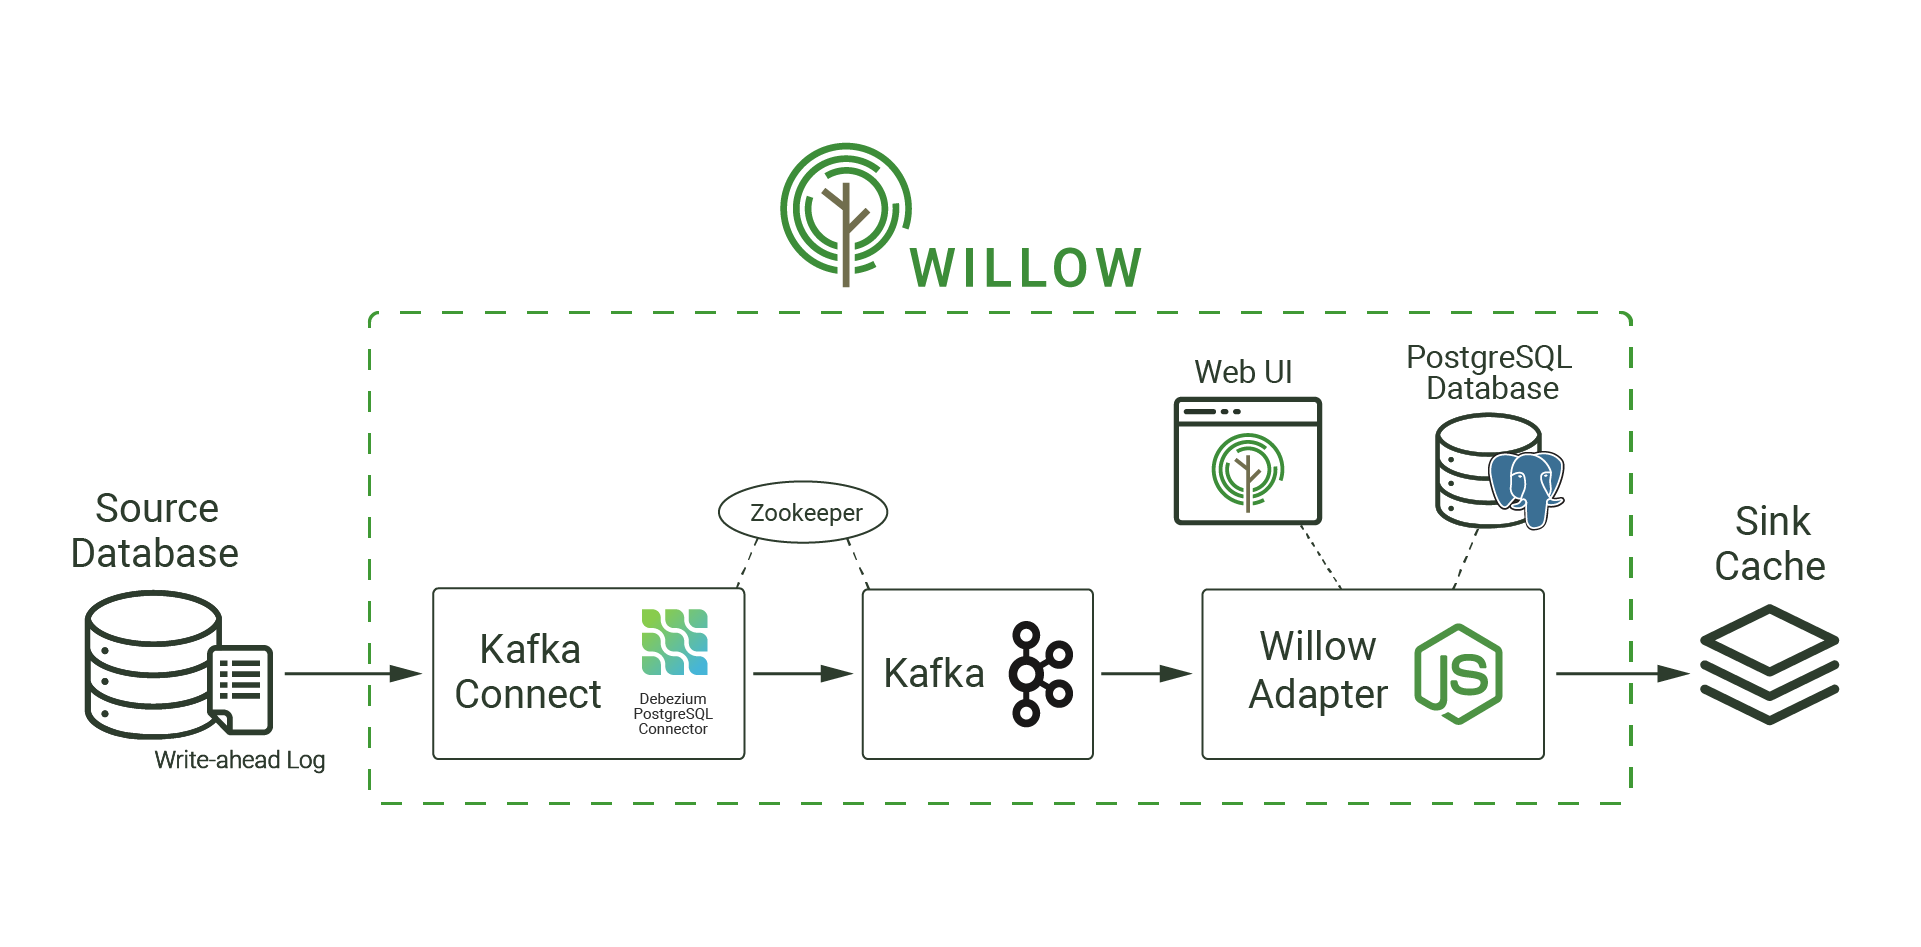 WILLOW
Web UI
PostgreSQL
Database
Source
Database
Write-ahead Log
Zookeeper
Kafka
Connect
Debezium
PostgreSQL
Connector
Kafka
Willow
Adapter
JS
Sink
Cache